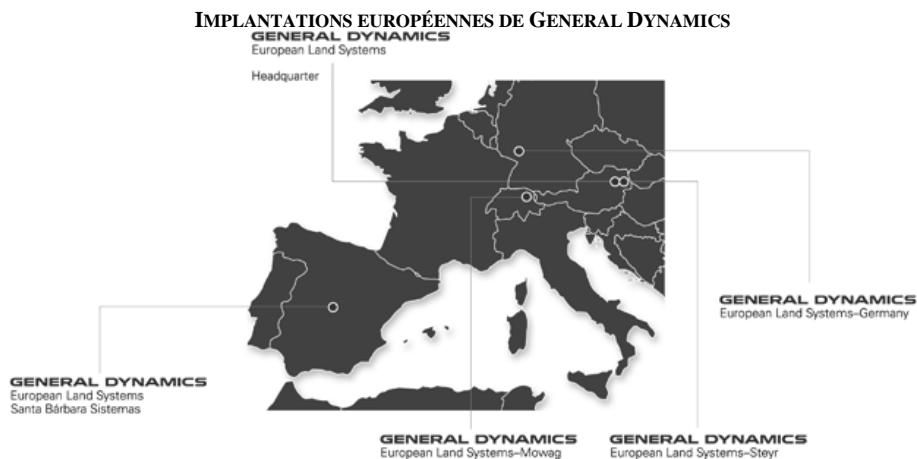 IMPLANTATIONS EUROPÉENNES DE GENERAL DYNAMICS
GENERAL DYNAMICS
European Land Systems
Headquarter
GENERAL DYNAMICS
European Land Systems–Germany
GENERAL DYNAMICS
European Land Systems
Santa Bárbara Sistemas
GENERAL DYNAMICS
European Land Systems–Mowag
GENERAL DYNAMICS
European Land Systems–Steyr